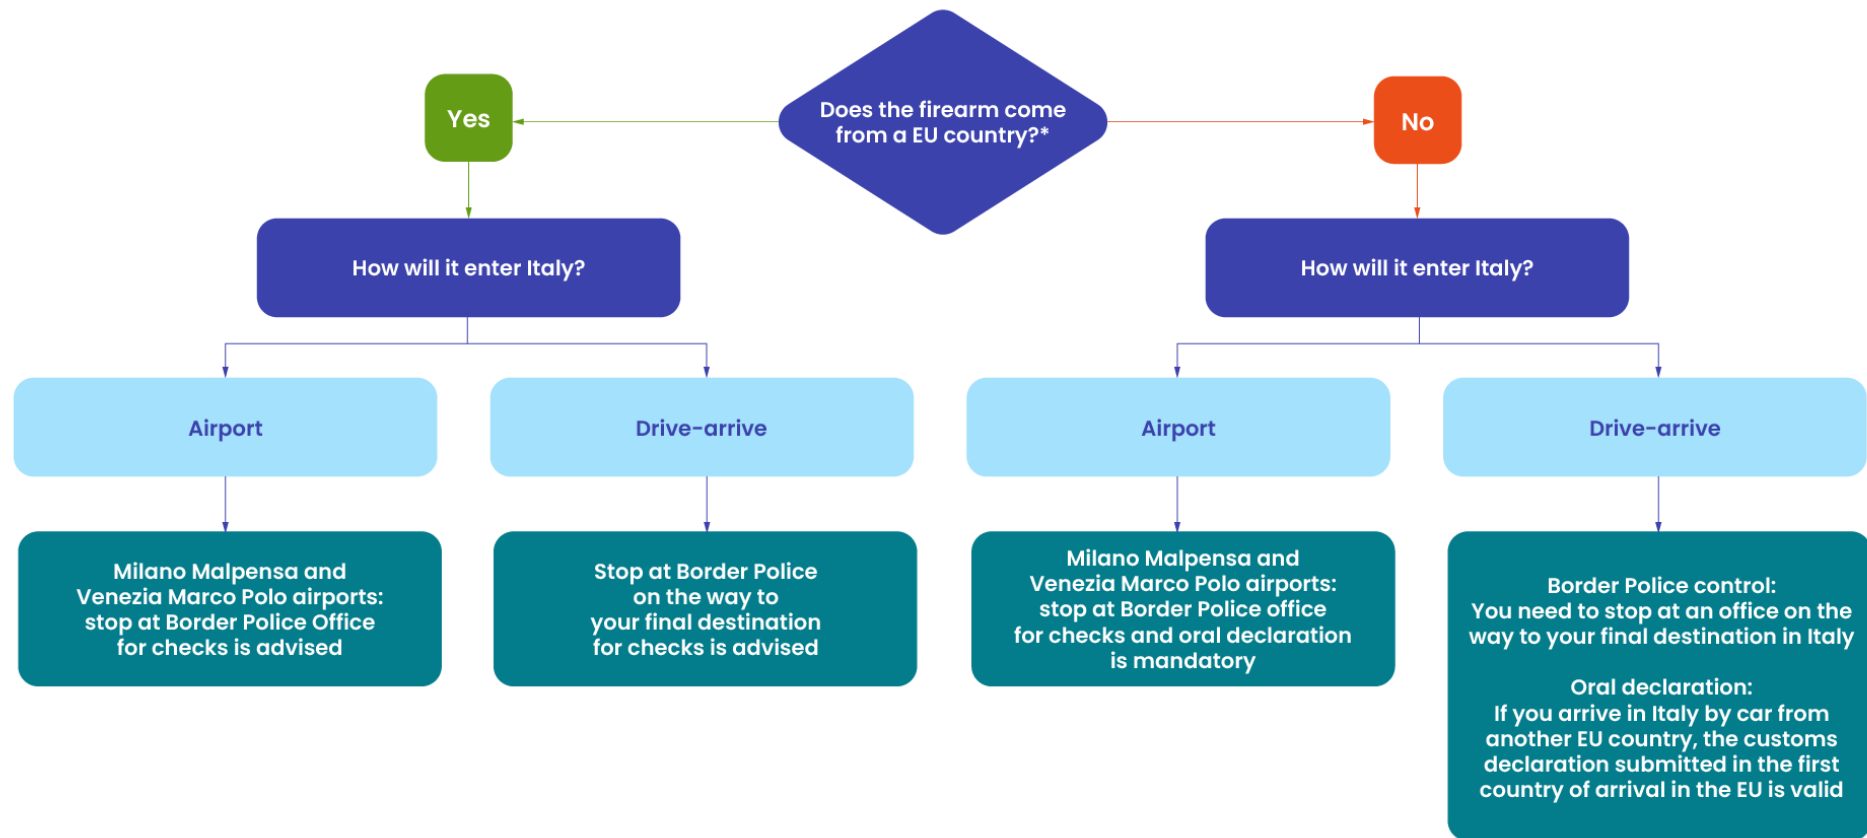 Does the firearm come
from a EU country?*
Yes
No
How will it enter Italy?
How will it enter Italy?
Airport
Drive-arrive
Airport
Drive-arrive
Milano Malpensa and
Venezia Marco Polo airports:
stop at Border Police Office
for checks is advised
Stop at Border Police
on the way to
your final destination
for checks is advised
Milano Malpensa and
Venezia Marco Polo airports:
stop at Border Police office
for checks and oral declaration
is mandatory
Border Police control:
You need to stop at an office on the
way to your final destination in Italy
Oral declaration:
If you arrive in Italy by car from
another EU country, the customs
declaration submitted in the first
country of arrival in the EU is valid